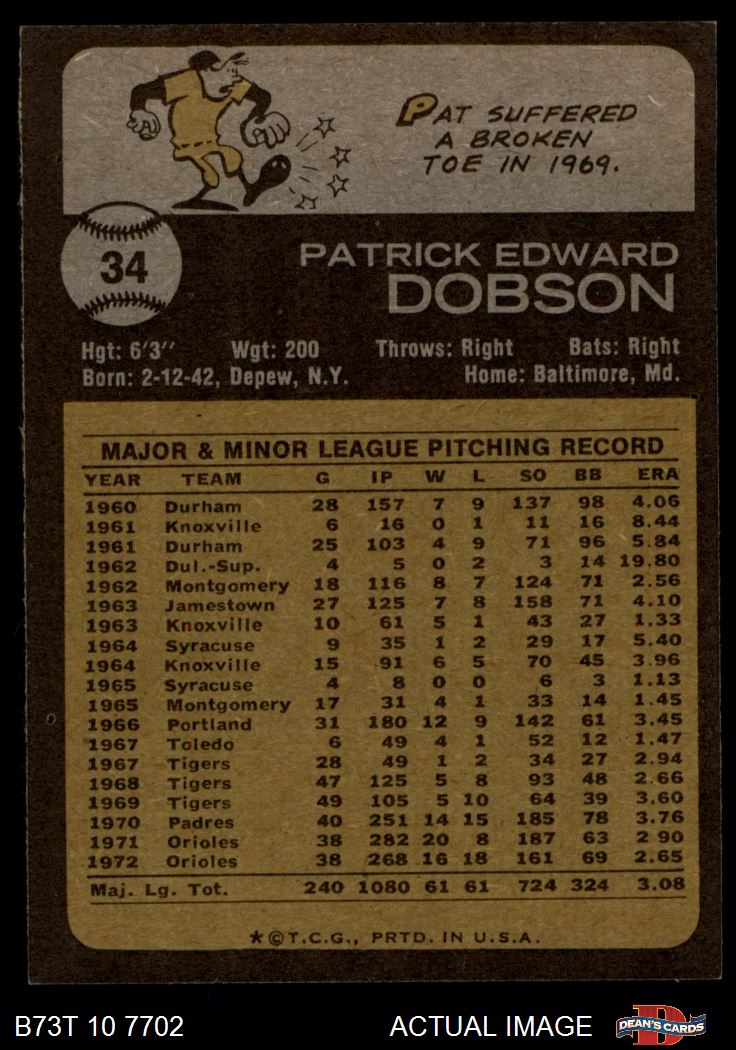 PAT SUFFERED
A BROKEN
TOE IN 1969.
34
PATRICK EDWARD
DOBSON
Hgt: 6'3" Wgt: 200 Throws: Right Bats: Right
Born: 2-12-42, Depew, N.Y. Home: Baltimore, Md.
MAJOR & MINOR LEAGUE PITCHING RECORD
YEAR TEAM G IP W L SO BB ERA
1960 Durham 28 157 7 9 137 98 4.06
1961 Knoxville 6 16 0 1 11 16 8.44
1961 Durham 25 103 4 9 71 96 5.84
1962 Dul.-Sup. 4 5 0 2 3 14 19.80
1962 Montgomery 18 116 8 7 124 71 2.56
1963 Jamestown 27 125 7 8 158 71 4.10
1963 Knoxville 10 61 5 1 43 27 1.33
1964 Syracuse 9 35 1 2 29 17 5.40
1964 Knoxville 15 91 6 5 70 45 3.96
1965 Syracuse 4 8 0 0 6 3 1.13
1965 Montgomery 17 31 4 1 33 14 1.45
1966 Portland 31 180 12 9 142 61 3.45
1967 Toledo 6 49 4 1 52 12 1.47
1967 Tigers 28 49 1 2 34 27 2.94
1968 Tigers 47 125 5 8 93 48 2.66
1969 Tigers 49 105 5 10 64 39 3.60
1970 Padres 40 251 14 15 185 78 3.76
1971 Orioles 38 282 20 8 187 63 2 90
1972 Orioles 38 268 16 18 161 69 2.65
Maj. Lg. Tot. 240 1080 61 61 724 324 3.08
*©T.C.G., PRTD. IN U.S.A.
B73T 10 7702 ACTUAL IMAGE D DEAN'S CARDS